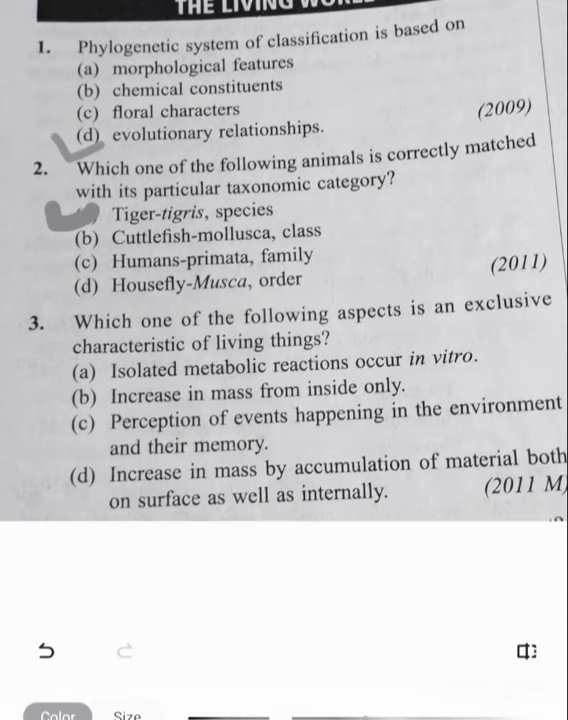 THE LIVING
1. Phylogenetic system of classification is based on
(a) morphological features
(b) chemical constituents
(c) floral characters
(d) evolutionary relationships. (2009)
2. Which one of the following animals is correctly matched
with its particular taxonomic category?
Tiger-tigris, species
(b) Cuttlefish-mollusca, class
(c) Humans-primata, family
(d) Housefly-Musca, order (2011)
3. Which one of the following aspects is an exclusive
characteristic of living things?
(a) Isolated metabolic reactions occur in vitro.
(b) Increase in mass from inside only.
(c) Perception of events happening in the environment
and their memory.
(d) Increase in mass by accumulation of material both
on surface as well as internally. (2011 M)
Color Size